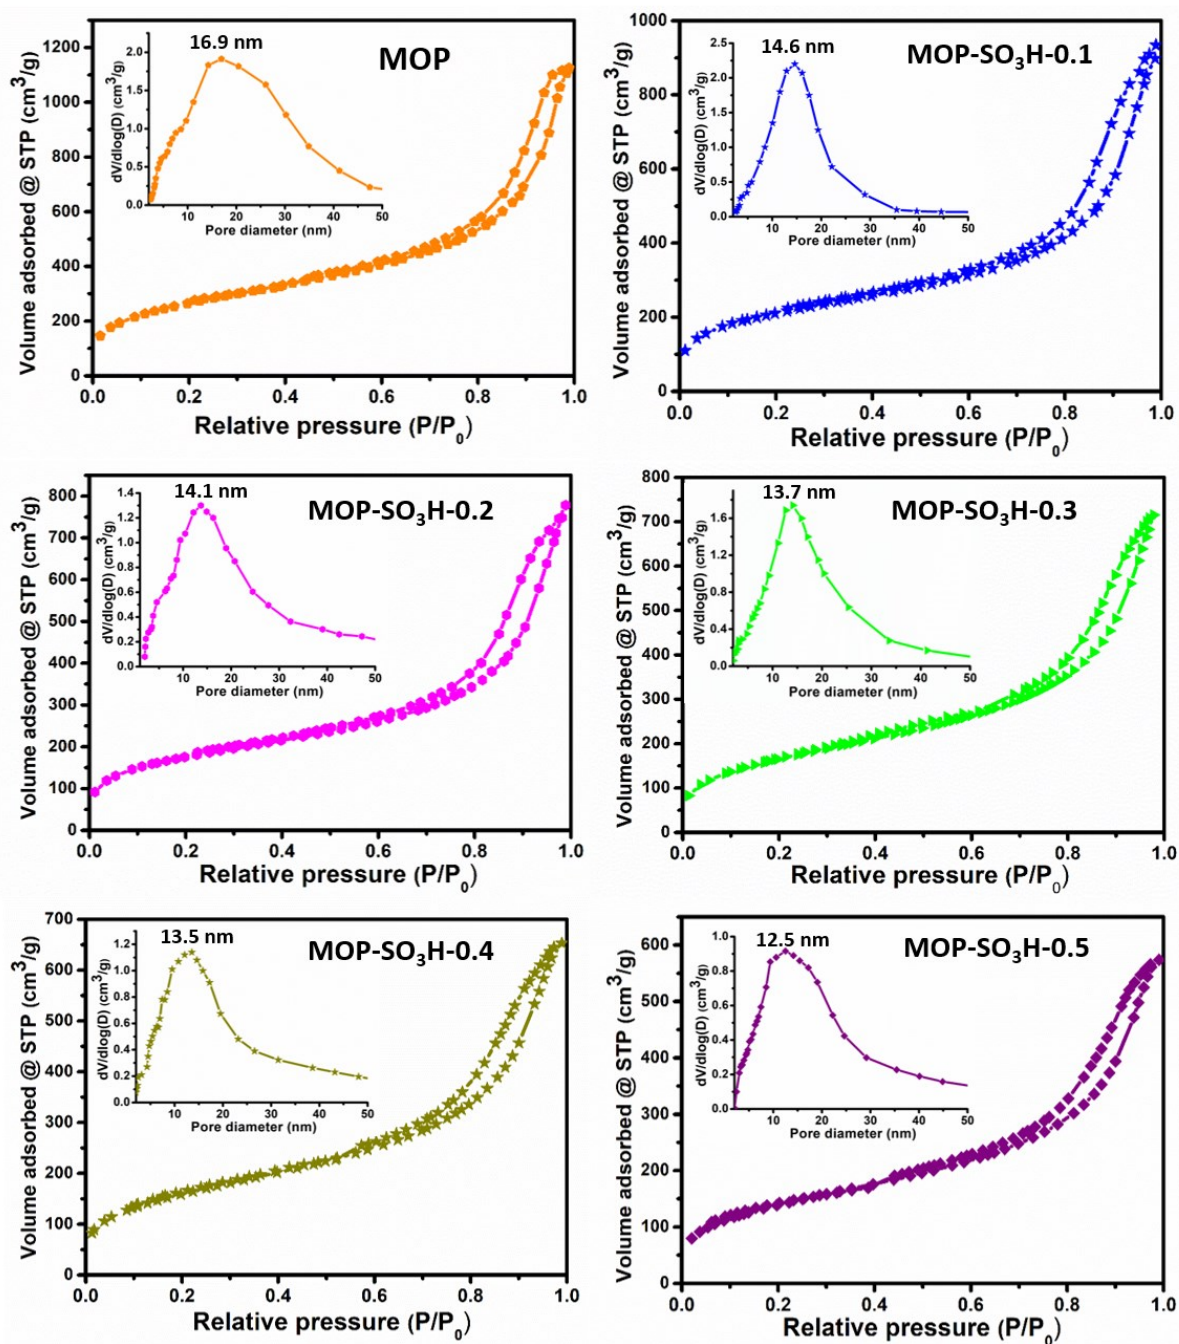 MOP
16.9 nm
Volume adsorbed @ STP (cm³/g)
1200
1000
800
600
400
200
0
0.0 0.2 0.4 0.6 0.8 1.0
Relative pressure (P/P₀)
dV/dlog(D) (cm³/g)
2.0
1.5
1.0
0.5
0.0
10 20 30 40 50
Pore diameter (nm)
MOP-SO₃H-0.1
14.6 nm
Volume adsorbed @ STP (cm³/g)
1000
800
600
400
200
0
0.0 0.2 0.4 0.6 0.8 1.0
Relative pressure (P/P₀)
dV/dlog(D) (cm³/g)
2.5
2.0
1.5
1.0
0.5
0.0
10 20 30 40 50
Pore diameter (nm)
MOP-SO₃H-0.2
14.1 nm
Volume adsorbed @ STP (cm³/g)
800
700
600
500
400
300
200
100
0
0.0 0.2 0.4 0.6 0.8 1.0
Relative pressure (P/P₀)
dV/dlog(D) (cm³/g)
1.4
1.2
1.0
0.8
0.6
0.4
0.2
0.0
10 20 30 40 50
Pore diameter (nm)
MOP-SO₃H-0.3
13.7 nm
Volume adsorbed @ STP (cm³/g)
800
700
600
500
400
300
200
100
0
0.0 0.2 0.4 0.6 0.8 1.0
Relative pressure (P/P₀)
dV/dlog(D) (cm³/g)
1.6
1.2
0.8
0.4
0.0
10 20 30 40 50
Pore diameter (nm)
MOP-SO₃H-0.4
13.5 nm
Volume adsorbed @ STP (cm³/g)
700
600
500
400
300
200
100
0
0.0 0.2 0.4 0.6 0.8 1.0
Relative pressure (P/P₀)
dV/dlog(D) (cm³/g)
1.2
1.0
0.8
0.6
0.4
0.2
0.0
10 20 30 40 50
Pore diameter (nm)
MOP-SO₃H-0.5
12.5 nm
Volume adsorbed @ STP (cm³/g)
600
500
400
300
200
100
0
0.0 0.2 0.4 0.6 0.8 1.0
Relative pressure (P/P₀)
dV/dlog(D) (cm³/g)
1.0
0.8
0.6
0.4
0.2
0.0
10 20 30 40 50
Pore diameter (nm)